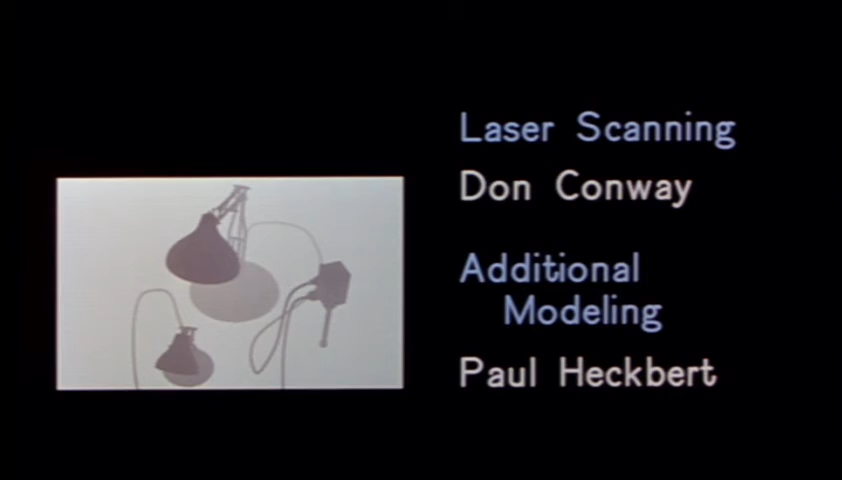 Laser Scanning
Don Conway
Additional
Modeling
Paul Heckbert